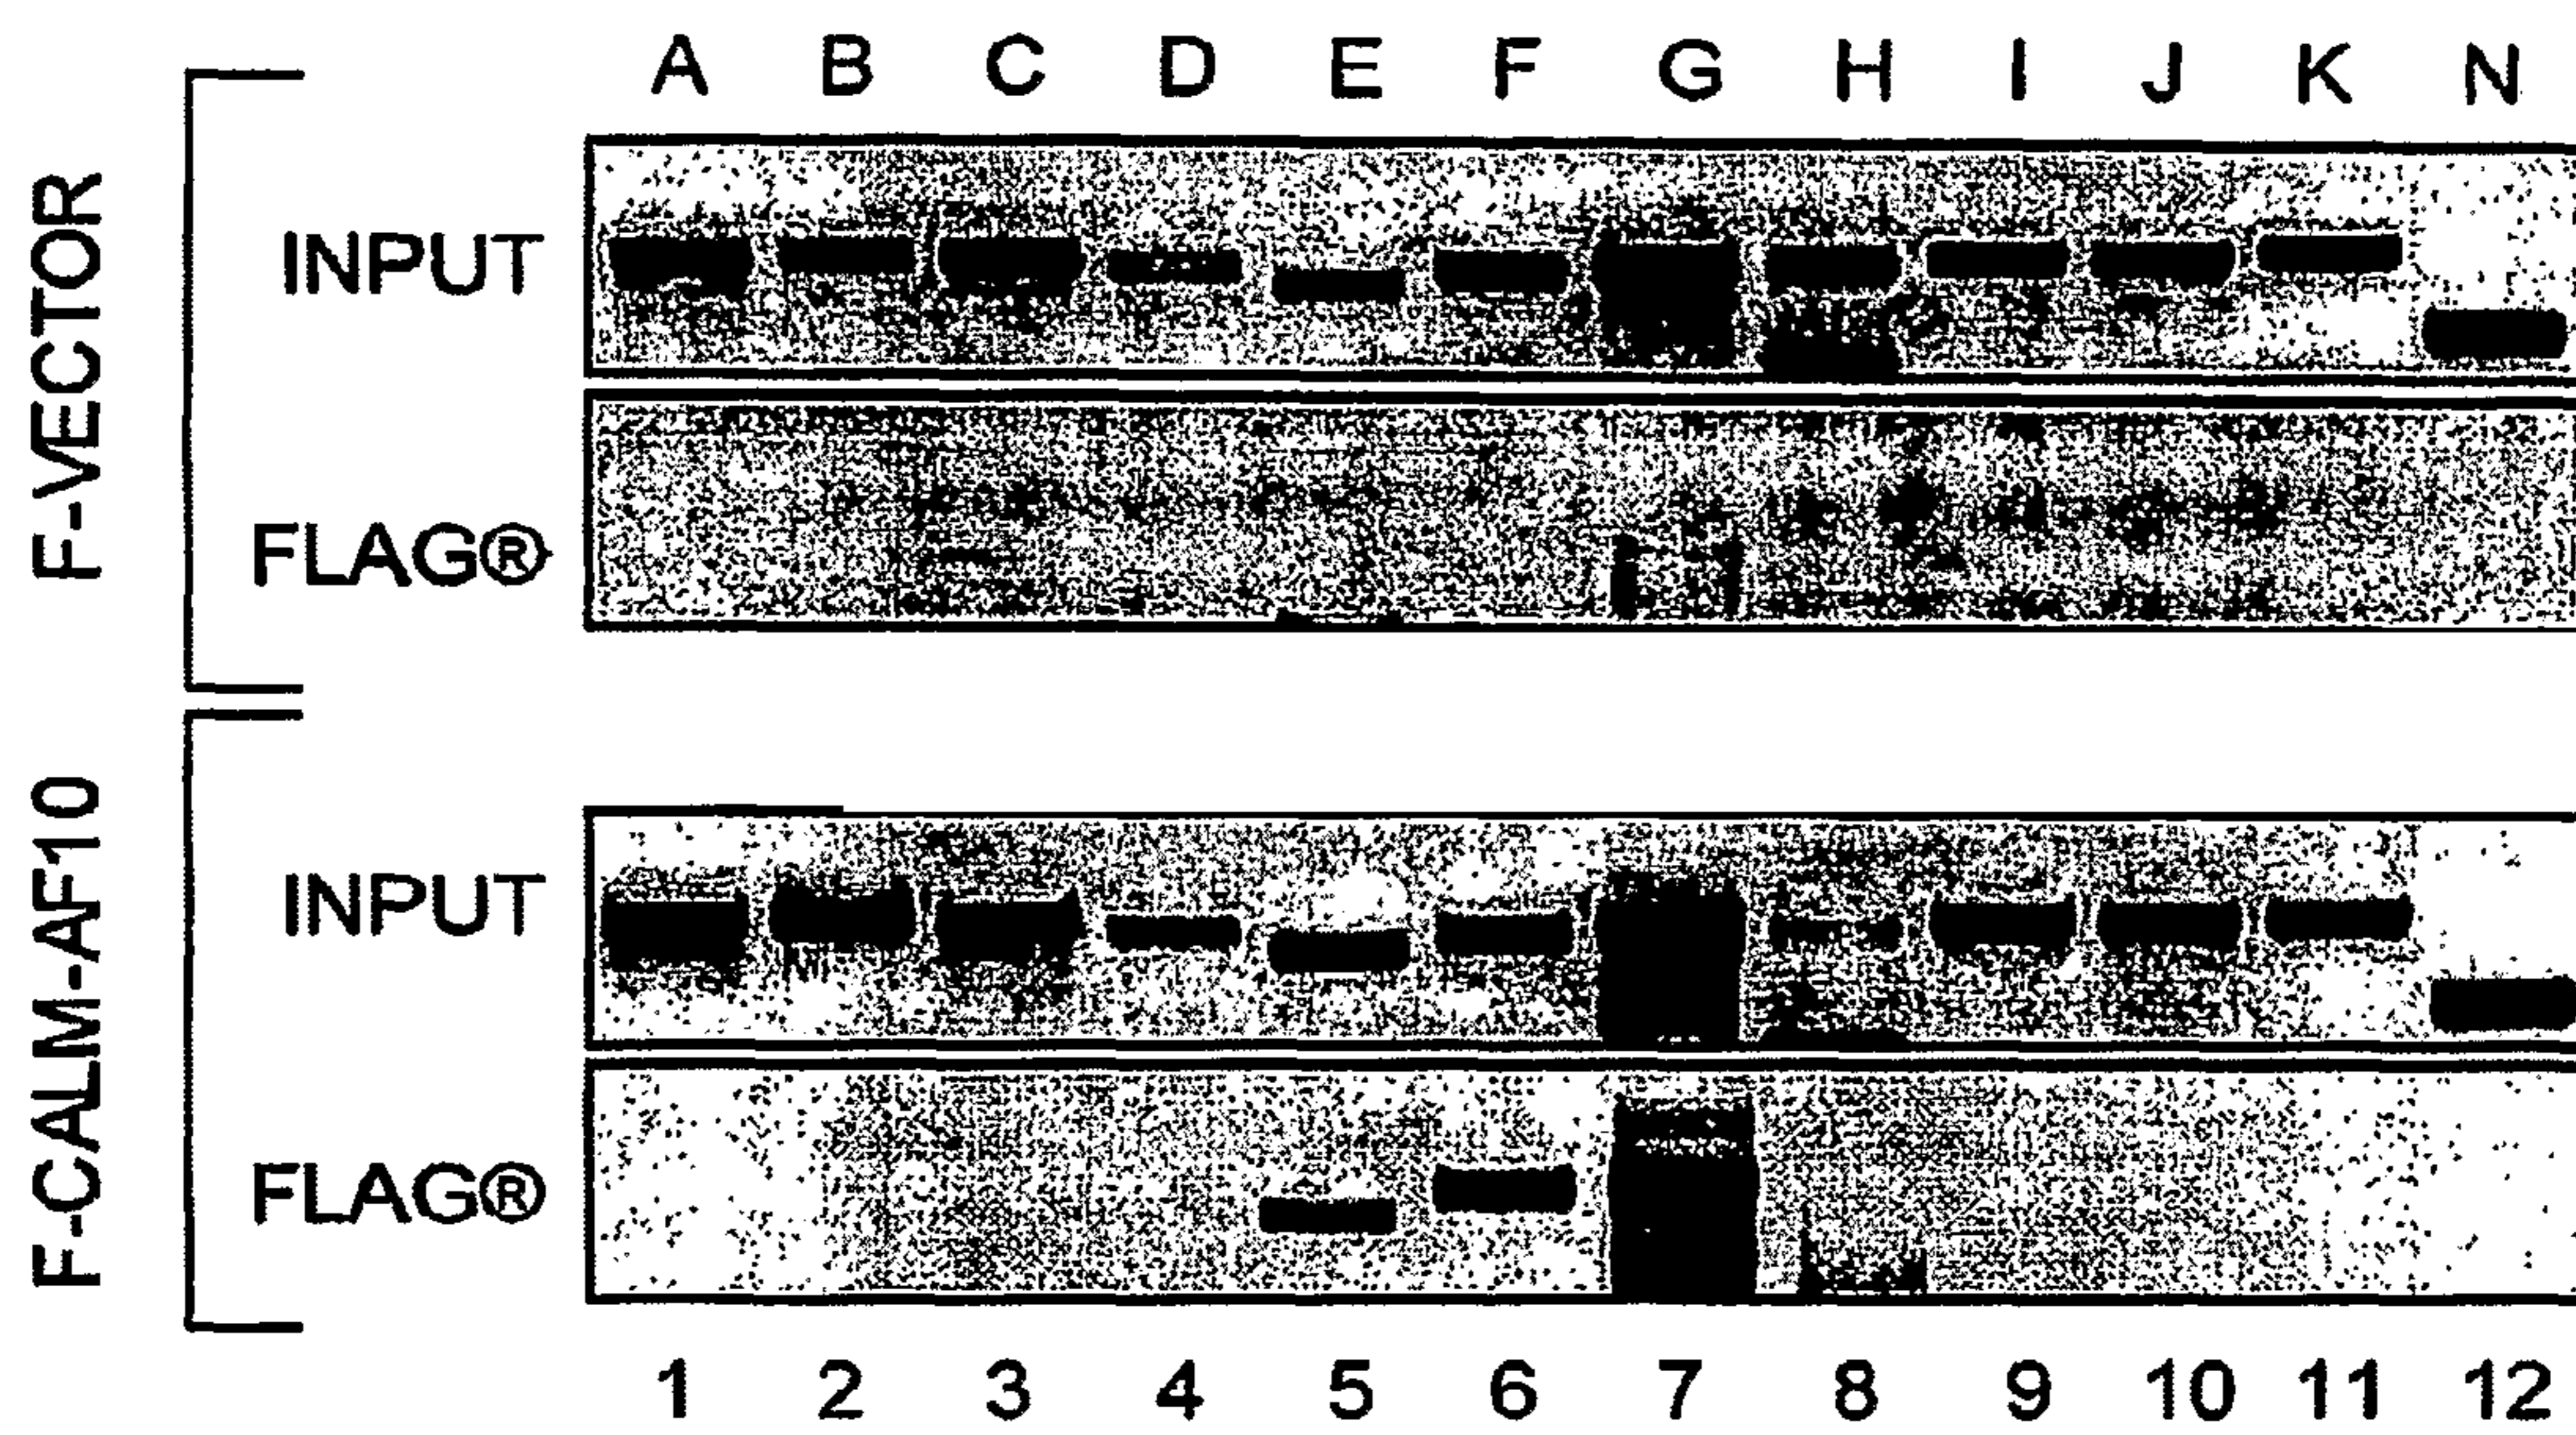 A B C D E F G H I J K N
F-VECTOR
INPUT
FLAG®
F-CALM-AF10
INPUT
FLAG®
1 2 3 4 5 6 7 8 9 10 11 12